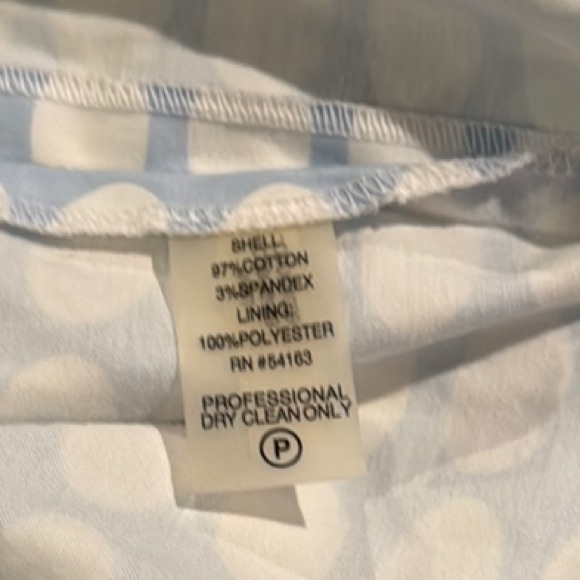 SHELL:
97%COTTON
3%SPANDEX
LINING:
100%POLYESTER
RN #54163
PROFESSIONAL
DRY CLEAN ONLY
P